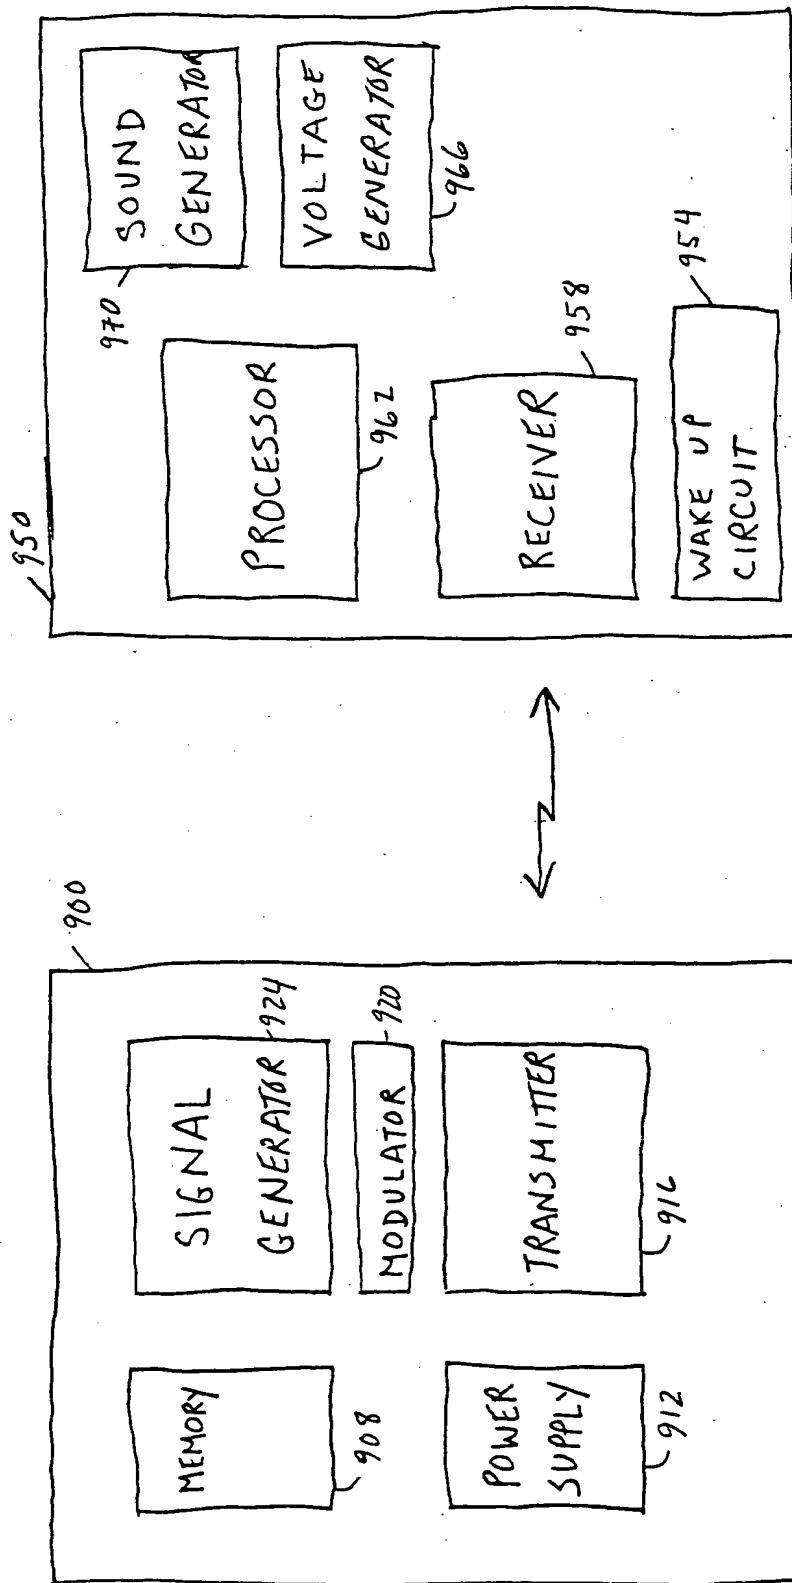 900
MEMORY
908
SIGNAL
GENERATOR
924
MODULATOR
920
POWER
SUPPLY
912
TRANSMITTER
916
950
PROCESSOR
962
SOUND
GENERATOR
970
VOLTAGE
GENERATOR
966
RECEIVER
958
WAKE UP
CIRCUIT
954